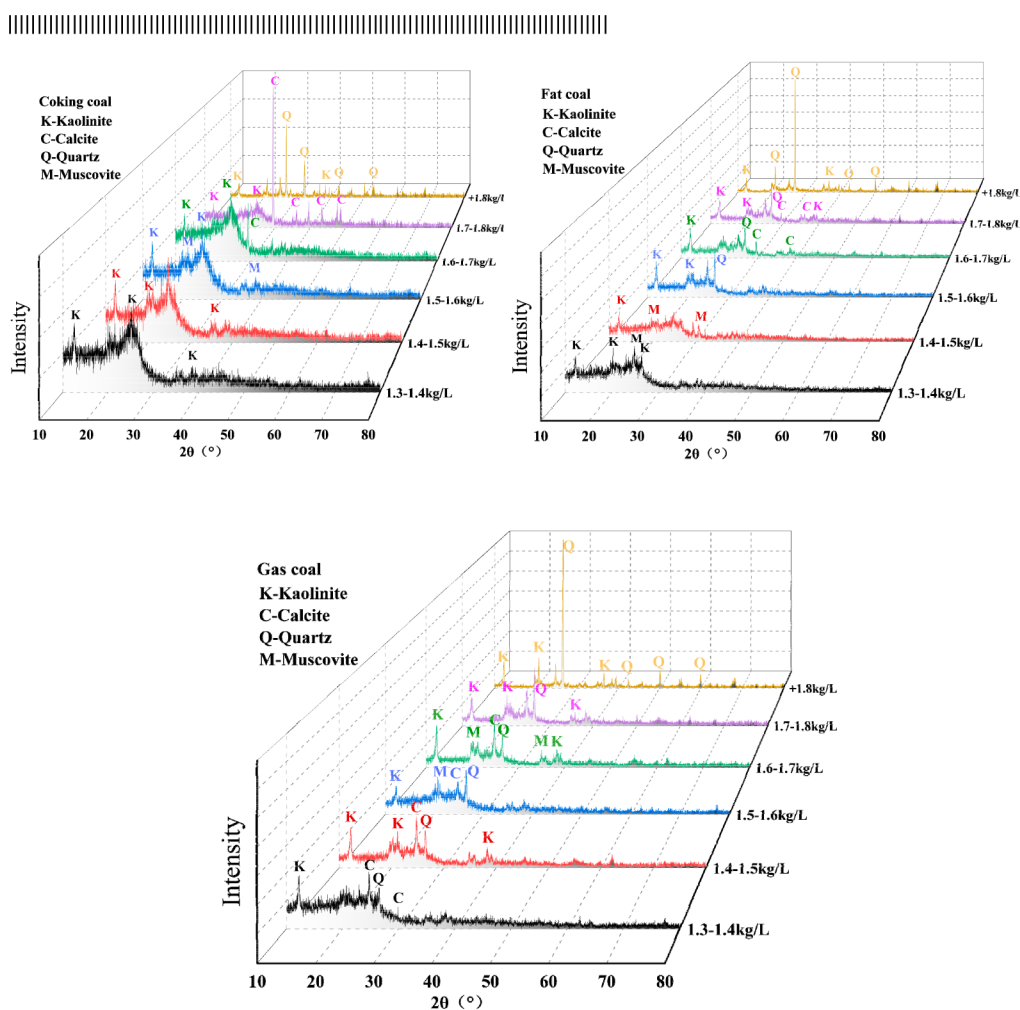 Coking coal
K-Kaolinite
C-Calcite
Q-Quartz
M-Muscovite
C
Q
Q
K
K
Q
Q
+1.8kg/L
K
K
C
C
C
1.7-1.8kg/L
K
K
C
1.6-1.7kg/L
K
M
K
M
1.5-1.6kg/L
K
K
K
1.4-1.5kg/L
K
K
K
1.3-1.4kg/L
Intensity
10 20 30 40 50 60 70 80
2θ（°）
Fat coal
K-Kaolinite
C-Calcite
Q-Quartz
M-Muscovite
Q
K
Q
K
Q
Q
+1.8kg/L
K
K
Q
C
C K
1.7-1.8kg/L
K
Q
C
C
1.6-1.7kg/L
K
K
Q
1.5-1.6kg/L
K
M
M
1.4-1.5kg/L
K
K
M
K
1.3-1.4kg/L
Intensity
10 20 30 40 50 60 70 80
2θ（°）
Gas coal
K-Kaolinite
C-Calcite
Q-Quartz
M-Muscovite
Q
K
K
K
Q
Q
Q
+1.8kg/L
K
K
Q
K
1.7-1.8kg/L
K
M
C
Q
M K
1.6-1.7kg/L
K
M
C
Q
1.5-1.6kg/L
K
K
C
Q
K
1.4-1.5kg/L
K
C
Q
C
1.3-1.4kg/L
Intensity
10 20 30 40 50 60 70 80
2θ（°）